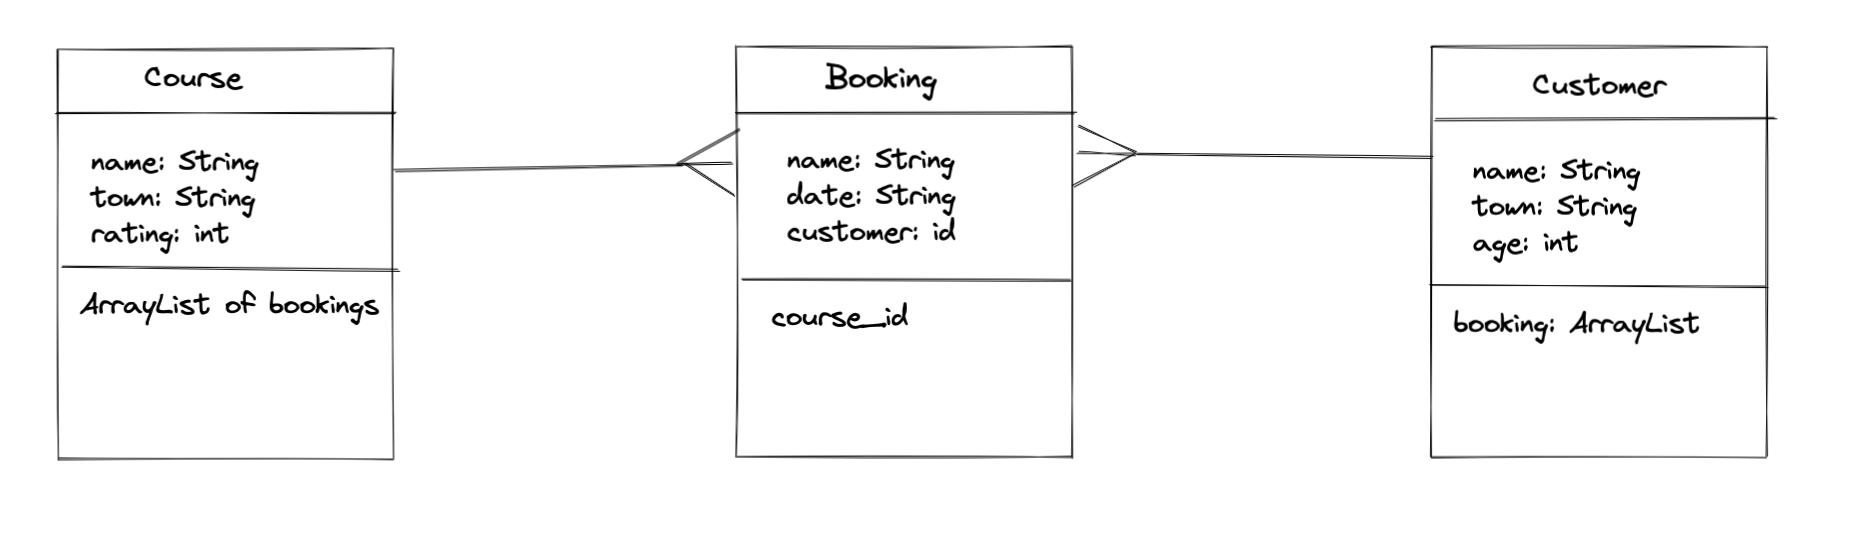 Course
name: String
town: String
rating: int
ArrayList of bookings
Booking
name: String
date: String
customer: id
course_id
Customer
name: String
town: String
age: int
booking: ArrayList